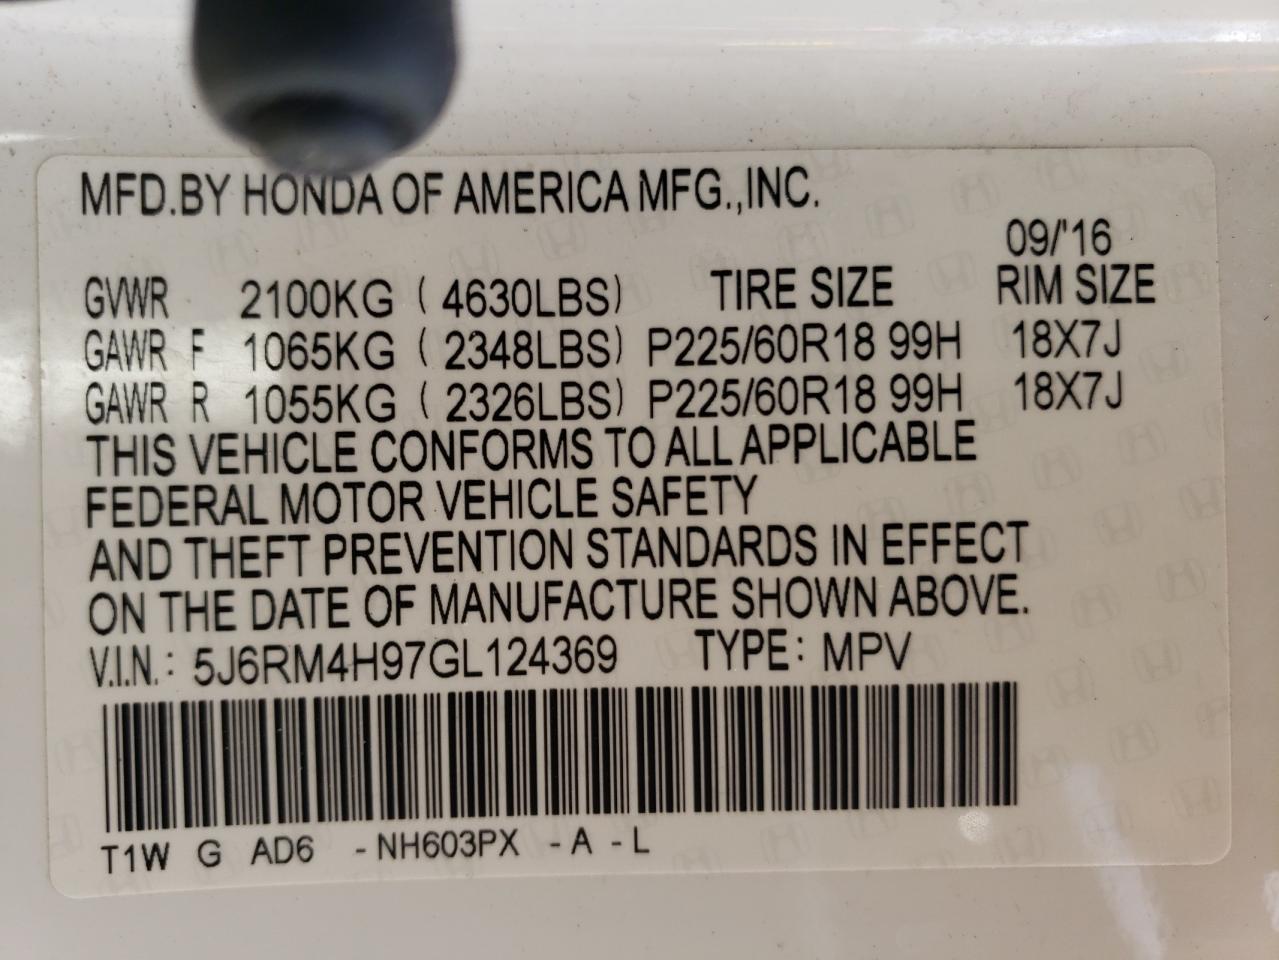 MFD.BY HONDA OF AMERICA MFG.,INC.
09/'16
GVWR 2100KG ( 4630LBS) TIRE SIZE RIM SIZE
GAWR F 1065KG ( 2348LBS) P225/60R18 99H 18X7J
GAWR R 1055KG ( 2326LBS) P225/60R18 99H 18X7J
THIS VEHICLE CONFORMS TO ALL APPLICABLE
FEDERAL MOTOR VEHICLE SAFETY
AND THEFT PREVENTION STANDARDS IN EFFECT
ON THE DATE OF MANUFACTURE SHOWN ABOVE.
V.I.N.: 5J6RM4H97GL124369 TYPE: MPV
T1W G AD6 -NH603PX -A -L